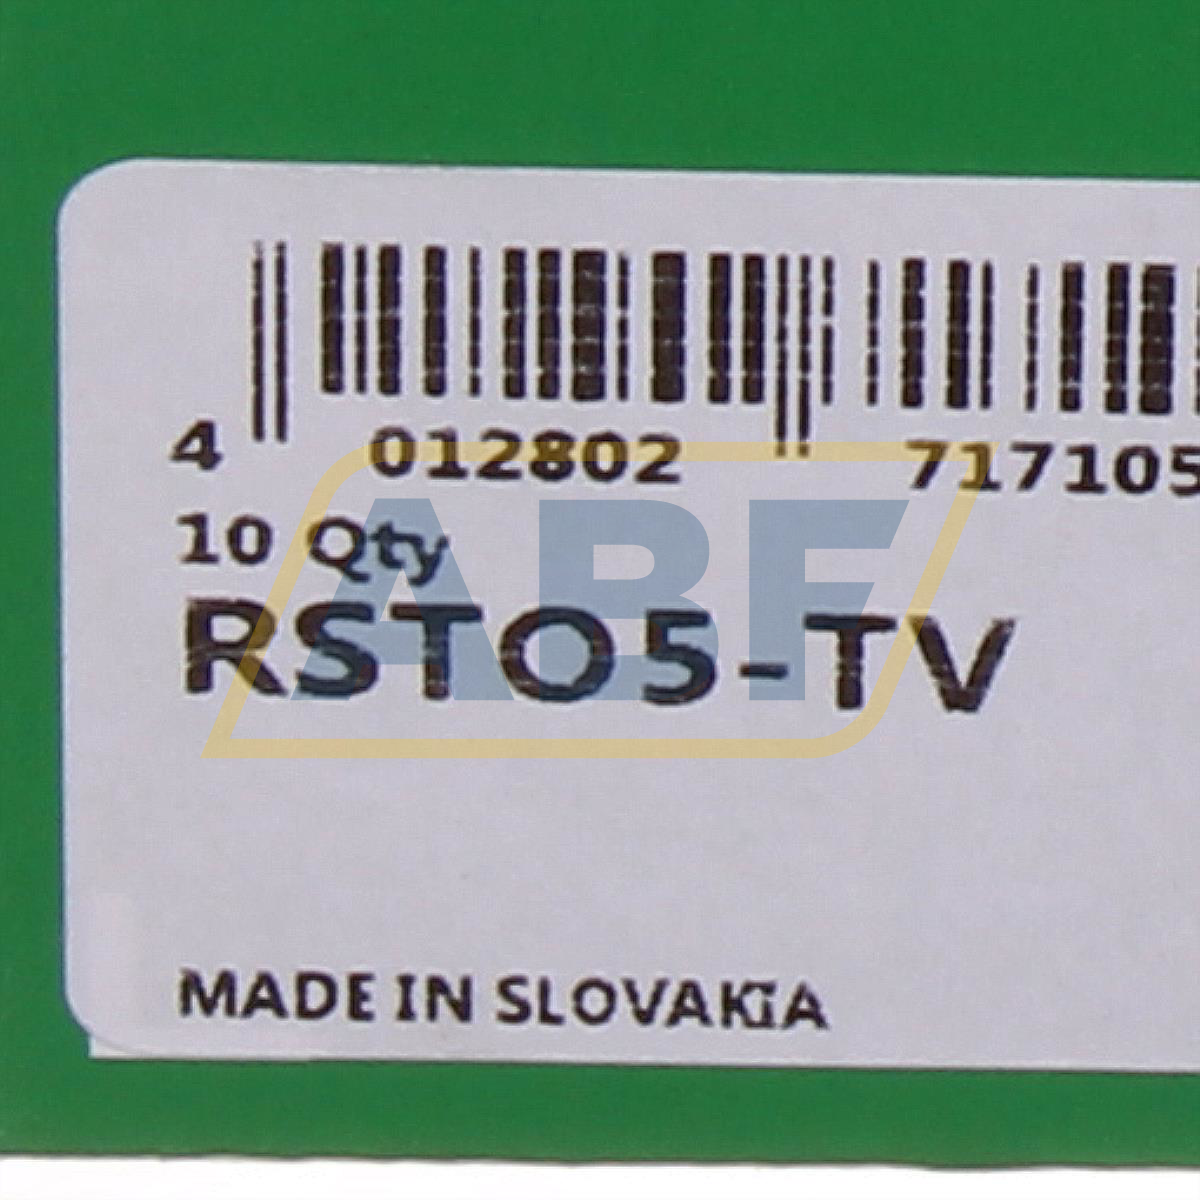 4 012802 717105
10 Qty
RSTO5-TV
ABF
MADE IN SLOVAKIA